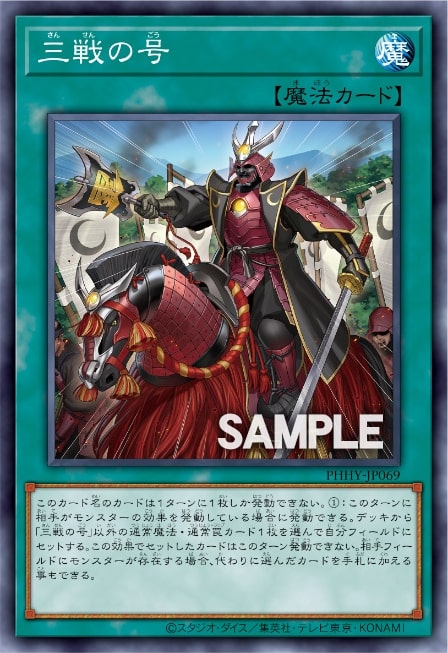 三戦の号
さんせんごう
魔
【魔法カード】
まほう
SAMPLE
PHHY-JP069
このカード名のカードは1ターンに1枚しか発動できない。①:このターンに
相手がモンスターの効果を発動している場合に発動できる。デッキから
「三戦の号」以外の通常魔法・通常罠カード1枚を選んで自分フィールドに
セットする。この効果でセットしたカードはこのターン発動できない。相手フィー
ルドにモンスターが存在する場合、代わりに選んだカードを手札に加える
事もできる。
©スタジオ・ダイス/集英社・テレビ東京・KONAMI